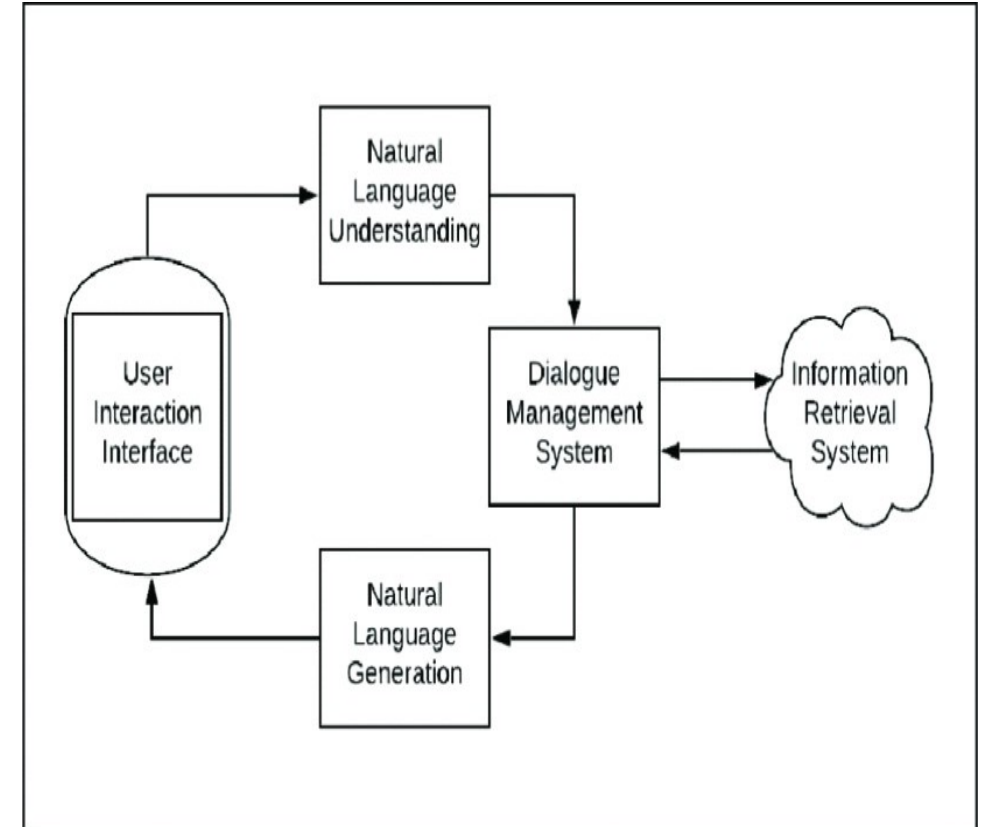 Natural
Language
Understanding
User
Interaction
Interface
Dialogue
Management
System
Information
Retrieval
System
Natural
Language
Generation